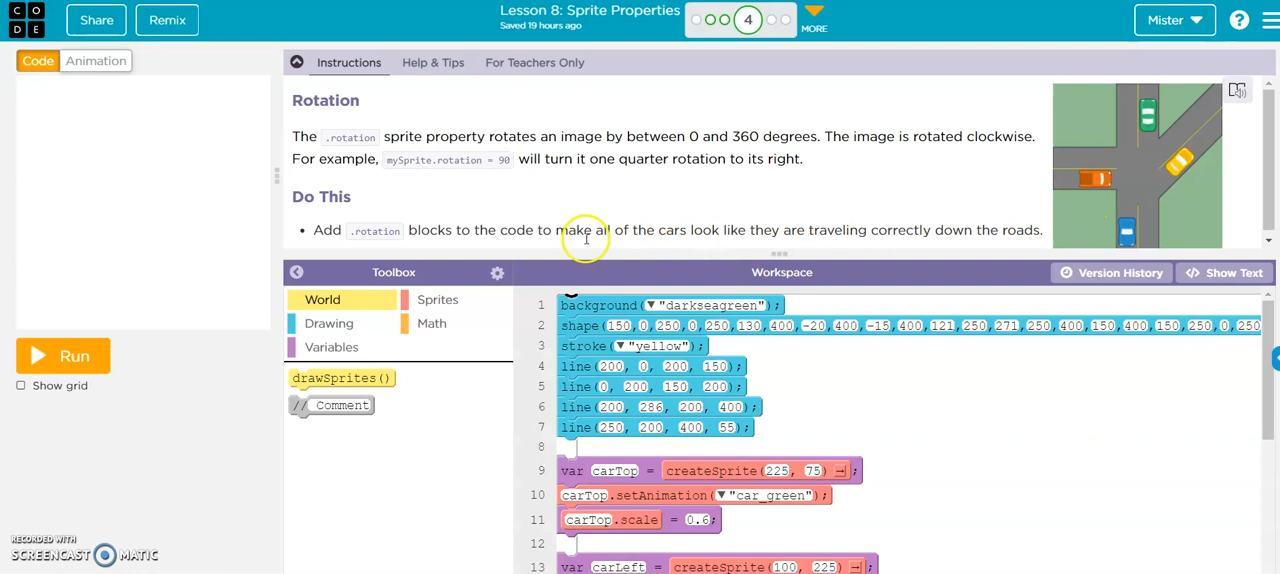 C O
D E
Share
Remix
Lesson 8: Sprite Properties
Saved 19 hours ago
4
MORE
Mister
?
Code
Animation
Instructions
Help & Tips
For Teachers Only
Rotation
The .rotation sprite property rotates an image by between 0 and 360 degrees. The image is rotated clockwise.
For example, mySprite.rotation = 90 will turn it one quarter rotation to its right.
Do This
• Add .rotation blocks to the code to make all of the cars look like they are traveling correctly down the roads.
Toolbox
Workspace
Version History
</> Show Text
World
Sprites
Drawing
Math
Variables
Run
Show grid
drawSprites()
// Comment
1 background("darkseagreen");
2 shape(150,0,250,0,250,130,400,-20,400,-15,400,121,250,271,250,400,150,400,150,250,0,250
3 stroke("yellow");
4 line(200, 0, 200, 150);
5 line(0, 200, 150, 200);
6 line(200, 286, 200, 400);
7 line(250, 200, 400, 55);
8
9 var carTop = createSprite(225, 75);
10 carTop.setAnimation("car_green");
11 carTop.scale = 0.6;
12
13 var carLeft = createSprite(100, 225);
RECORDED WITH
SCREENCAST MATIC